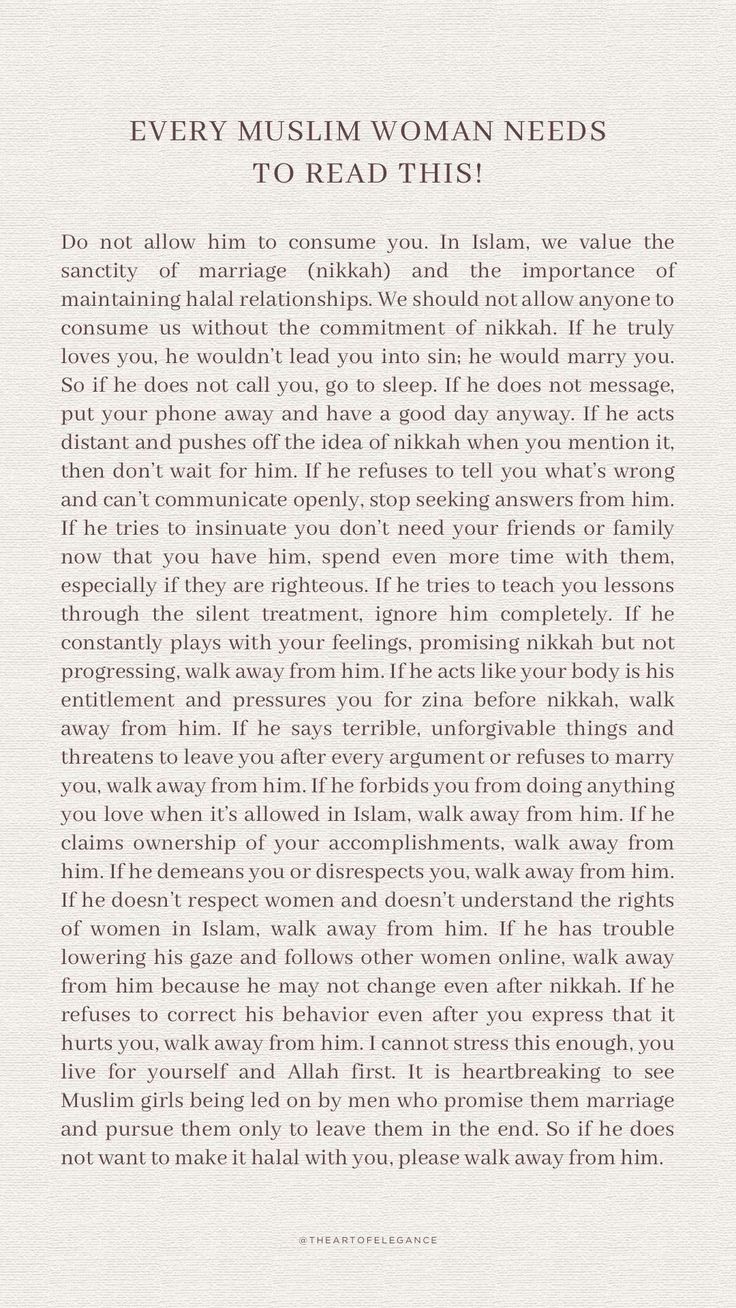 EVERY MUSLIM WOMAN NEEDS
TO READ THIS!
Do not allow him to consume you. In Islam, we value the
sanctity of marriage (nikkah) and the importance of
maintaining halal relationships. We should not allow anyone to
consume us without the commitment of nikkah. If he truly
loves you, he wouldn't lead you into sin; he would marry you.
So if he does not call you, go to sleep. If he does not message,
put your phone away and have a good day anyway. If he acts
distant and pushes off the idea of nikkah when you mention it,
then don't wait for him. If he refuses to tell you what's wrong
and can't communicate openly, stop seeking answers from him.
If he tries to insinuate you don't need your friends or family
now that you have him, spend even more time with them,
especially if they are righteous. If he tries to teach you lessons
through the silent treatment, ignore him completely. If he
constantly plays with your feelings, promising nikkah but not
progressing, walk away from him. If he acts like your body is his
entitlement and pressures you for zina before nikkah, walk
away from him. If he says terrible, unforgivable things and
threatens to leave you after every argument or refuses to marry
you, walk away from him. If he forbids you from doing anything
you love when it's allowed in Islam, walk away from him. If he
claims ownership of your accomplishments, walk away from
him. If he demeans you or disrespects you, walk away from him.
If he doesn't respect women and doesn't understand the rights
of women in Islam, walk away from him. If he has trouble
lowering his gaze and follows other women online, walk away
from him because he may not change even after nikkah. If he
refuses to correct his behavior even after you express that it
hurts you, walk away from him. I cannot stress this enough, you
live for yourself and Allah first. It is heartbreaking to see
Muslim girls being led on by men who promise them marriage
and pursue them only to leave them in the end. So if he does
not want to make it halal with you, please walk away from him.
@THEARTOFELEGANCE